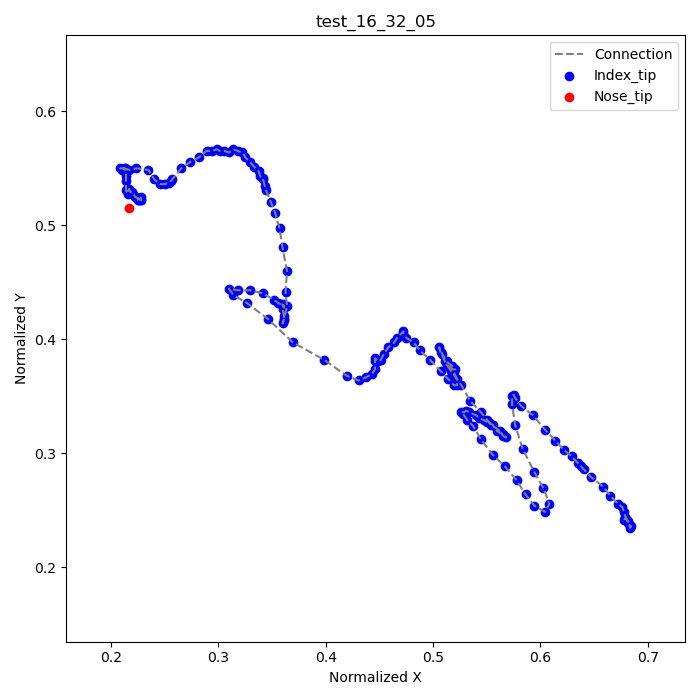 test_16_32_05
Connection
Index_tip
Nose_tip
Normalized Y
0.6
0.5
0.4
0.3
0.2
0.2 0.3 0.4 0.5 0.6 0.7
Normalized X